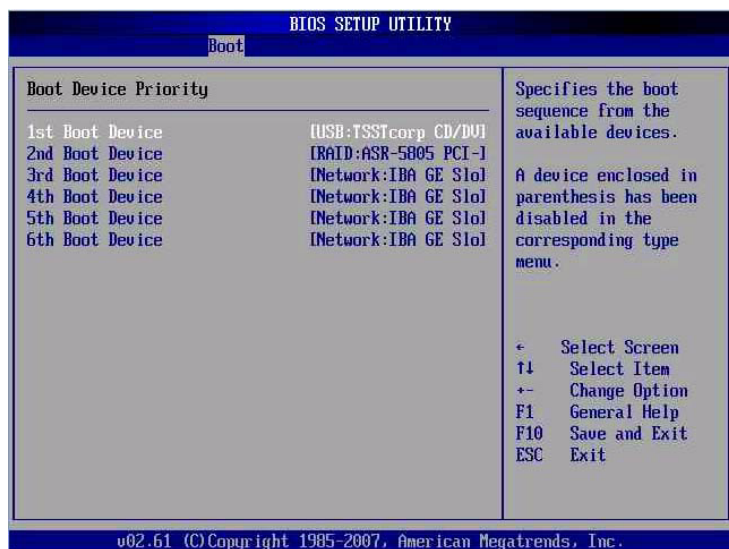 BIOS SETUP UTILITY
Boot
Boot Device Priority
1st Boot Device [USB:TSSTcorp CD/DV]
2nd Boot Device [RAID:ASR-5805 PCI-]
3rd Boot Device [Network:IBA GE Slo]
4th Boot Device [Network:IBA GE Slo]
5th Boot Device [Network:IBA GE Slo]
6th Boot Device [Network:IBA GE Slo]
Specifies the boot
sequence from the
available devices.
A device enclosed in
parenthesis has been
disabled in the
corresponding type
menu.
← Select Screen
↑↓ Select Item
+- Change Option
F1 General Help
F10 Save and Exit
ESC Exit
v02.61 (C)Copyright 1985-2007, American Megatrends, Inc.